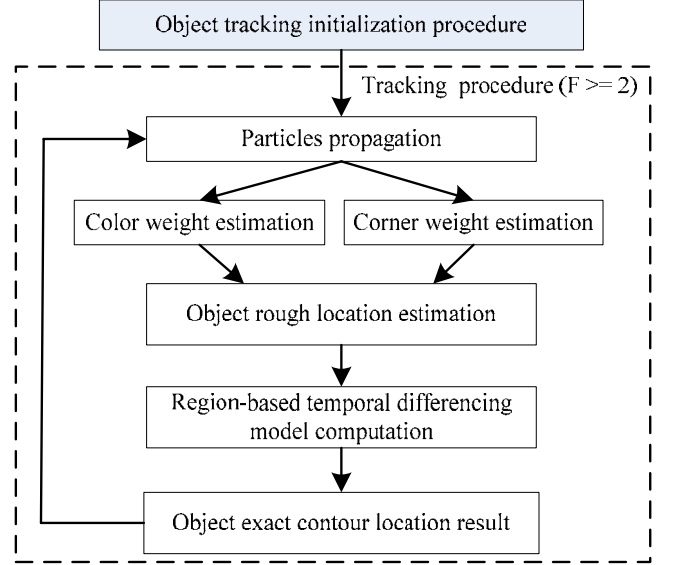 Object tracking initialization procedure
Tracking procedure (F >= 2)
Particles propagation
Color weight estimation
Corner weight estimation
Object rough location estimation
Region-based temporal differencing
model computation
Object exact contour location result